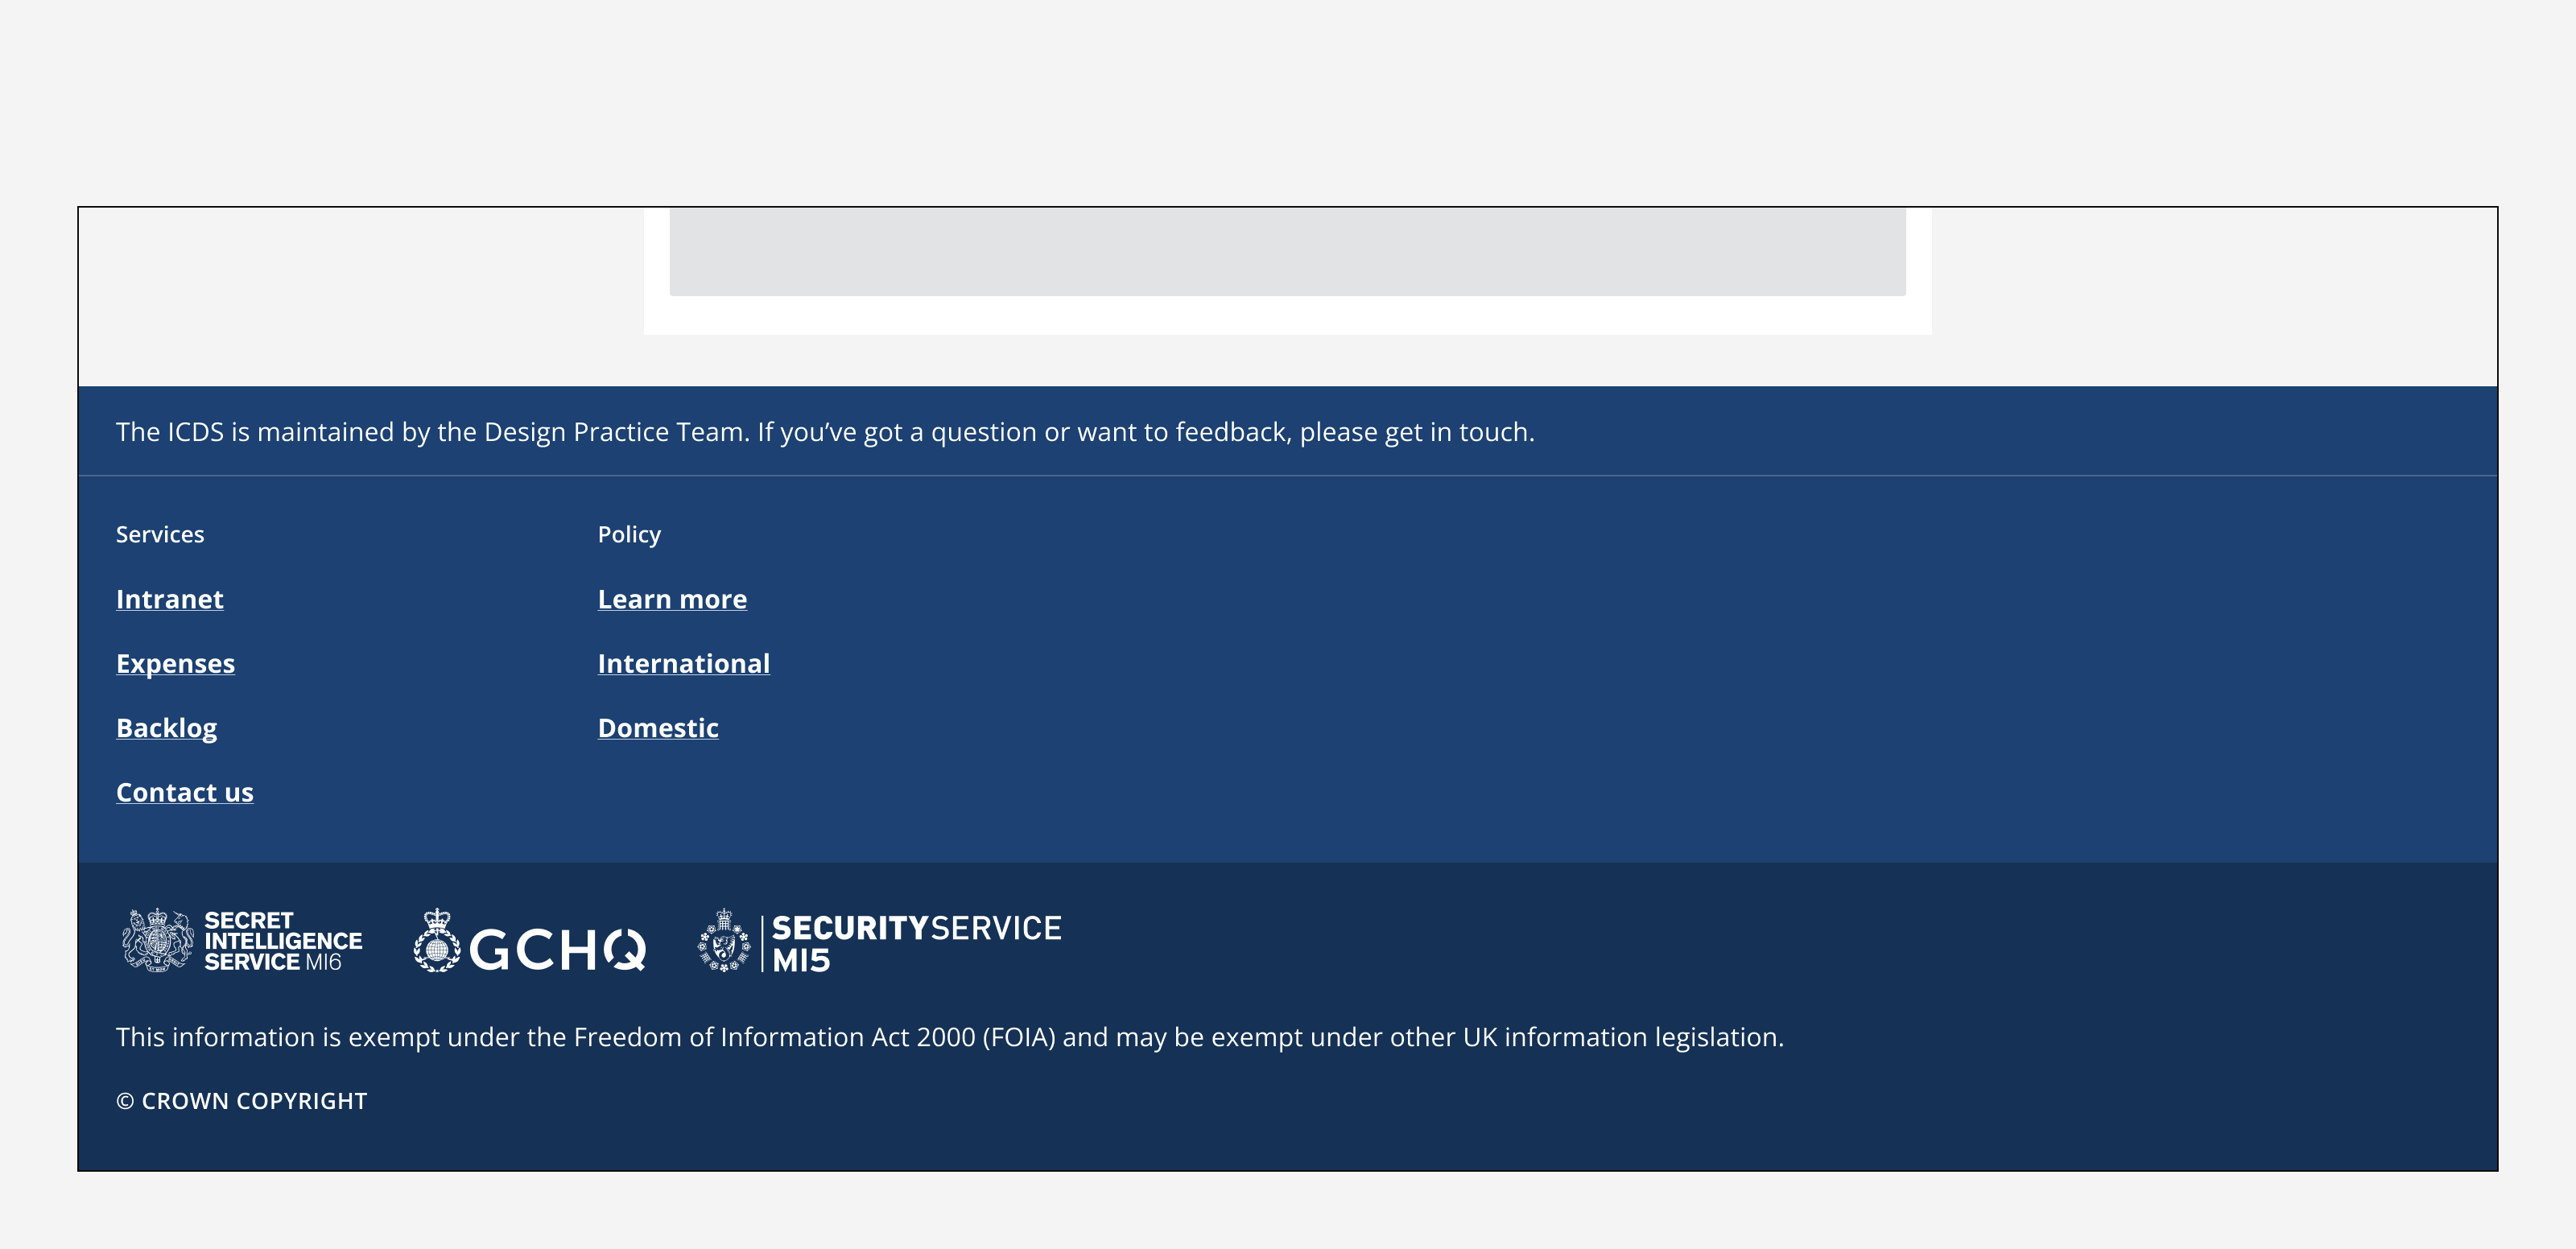 The ICDS is maintained by the Design Practice Team. If you’ve got a question or want to feedback, please get in touch.
Services
Intranet
Expenses
Backlog
Contact us
Policy
Learn more
International
Domestic
SECRET
INTELLIGENCE
SERVICE MI6
GCHQ
SECURITYSERVICE
MI5
This information is exempt under the Freedom of Information Act 2000 (FOIA) and may be exempt under other UK information legislation.
© CROWN COPYRIGHT